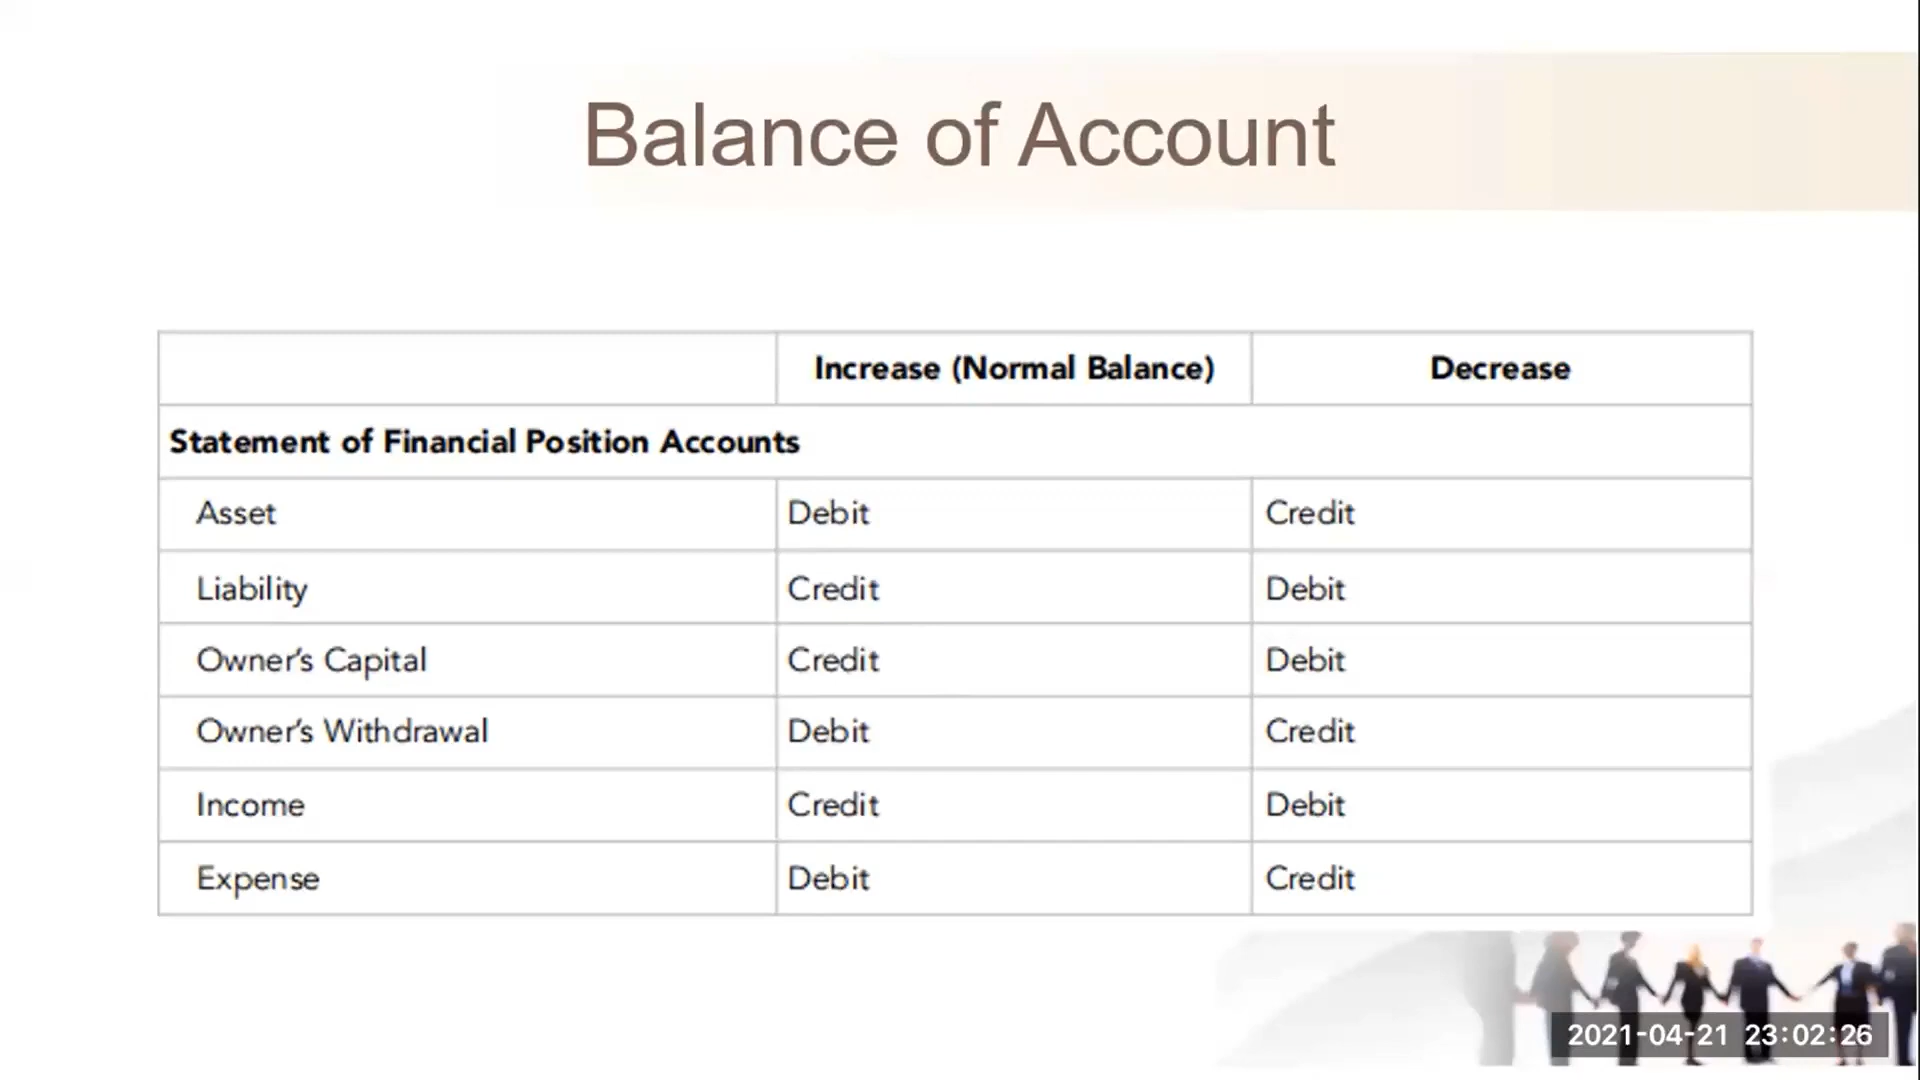 Balance of Account
Increase (Normal Balance) Decrease
Statement of Financial Position Accounts
Asset Debit Credit
Liability Credit Debit
Owner’s Capital Credit Debit
Owner’s Withdrawal Debit Credit
Income Credit Debit
Expense Debit Credit
2021-04-21 23:02:26